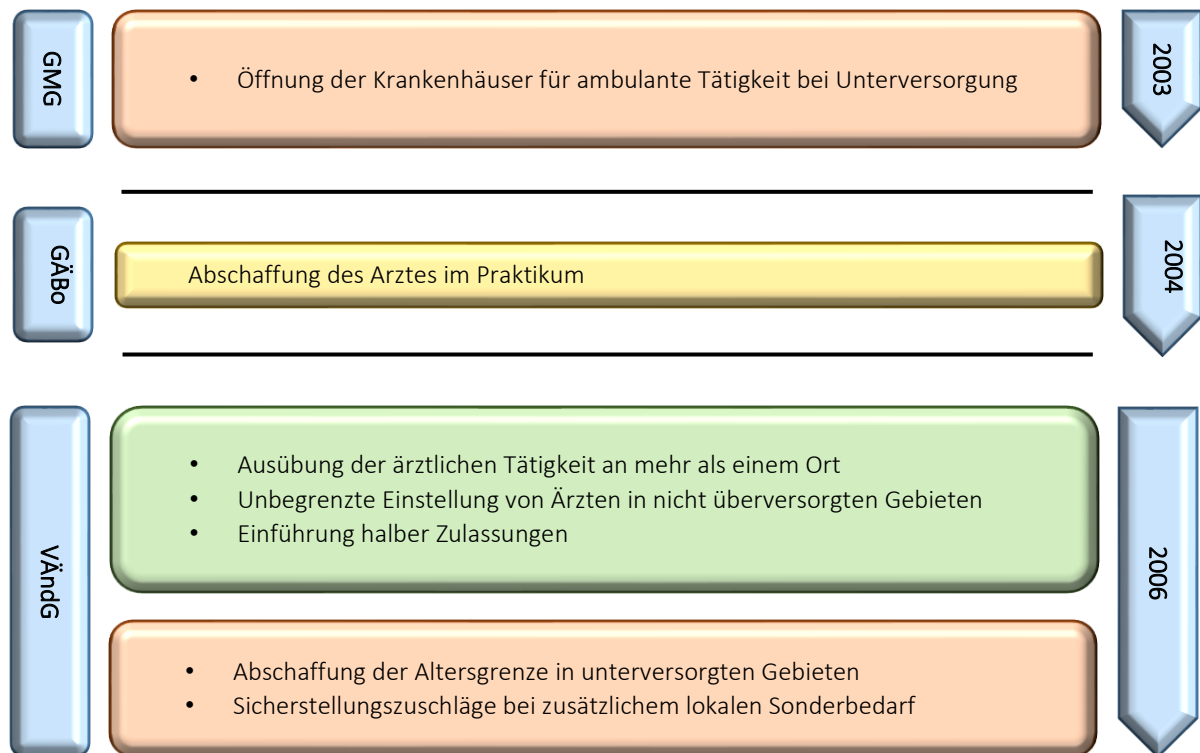 GMG
• Öffnung der Krankenhäuser für ambulante Tätigkeit bei Unterversorgung
2003
GÄBo
Abschaffung des Arztes im Praktikum
2004
VÄndG
• Ausübung der ärztlichen Tätigkeit an mehr als einem Ort
• Unbegrenzte Einstellung von Ärzten in nicht überversorgten Gebieten
• Einführung halber Zulassungen
2006
• Abschaffung der Altersgrenze in unterversorgten Gebieten
• Sicherstellungszuschläge bei zusätzlichem lokalen Sonderbedarf